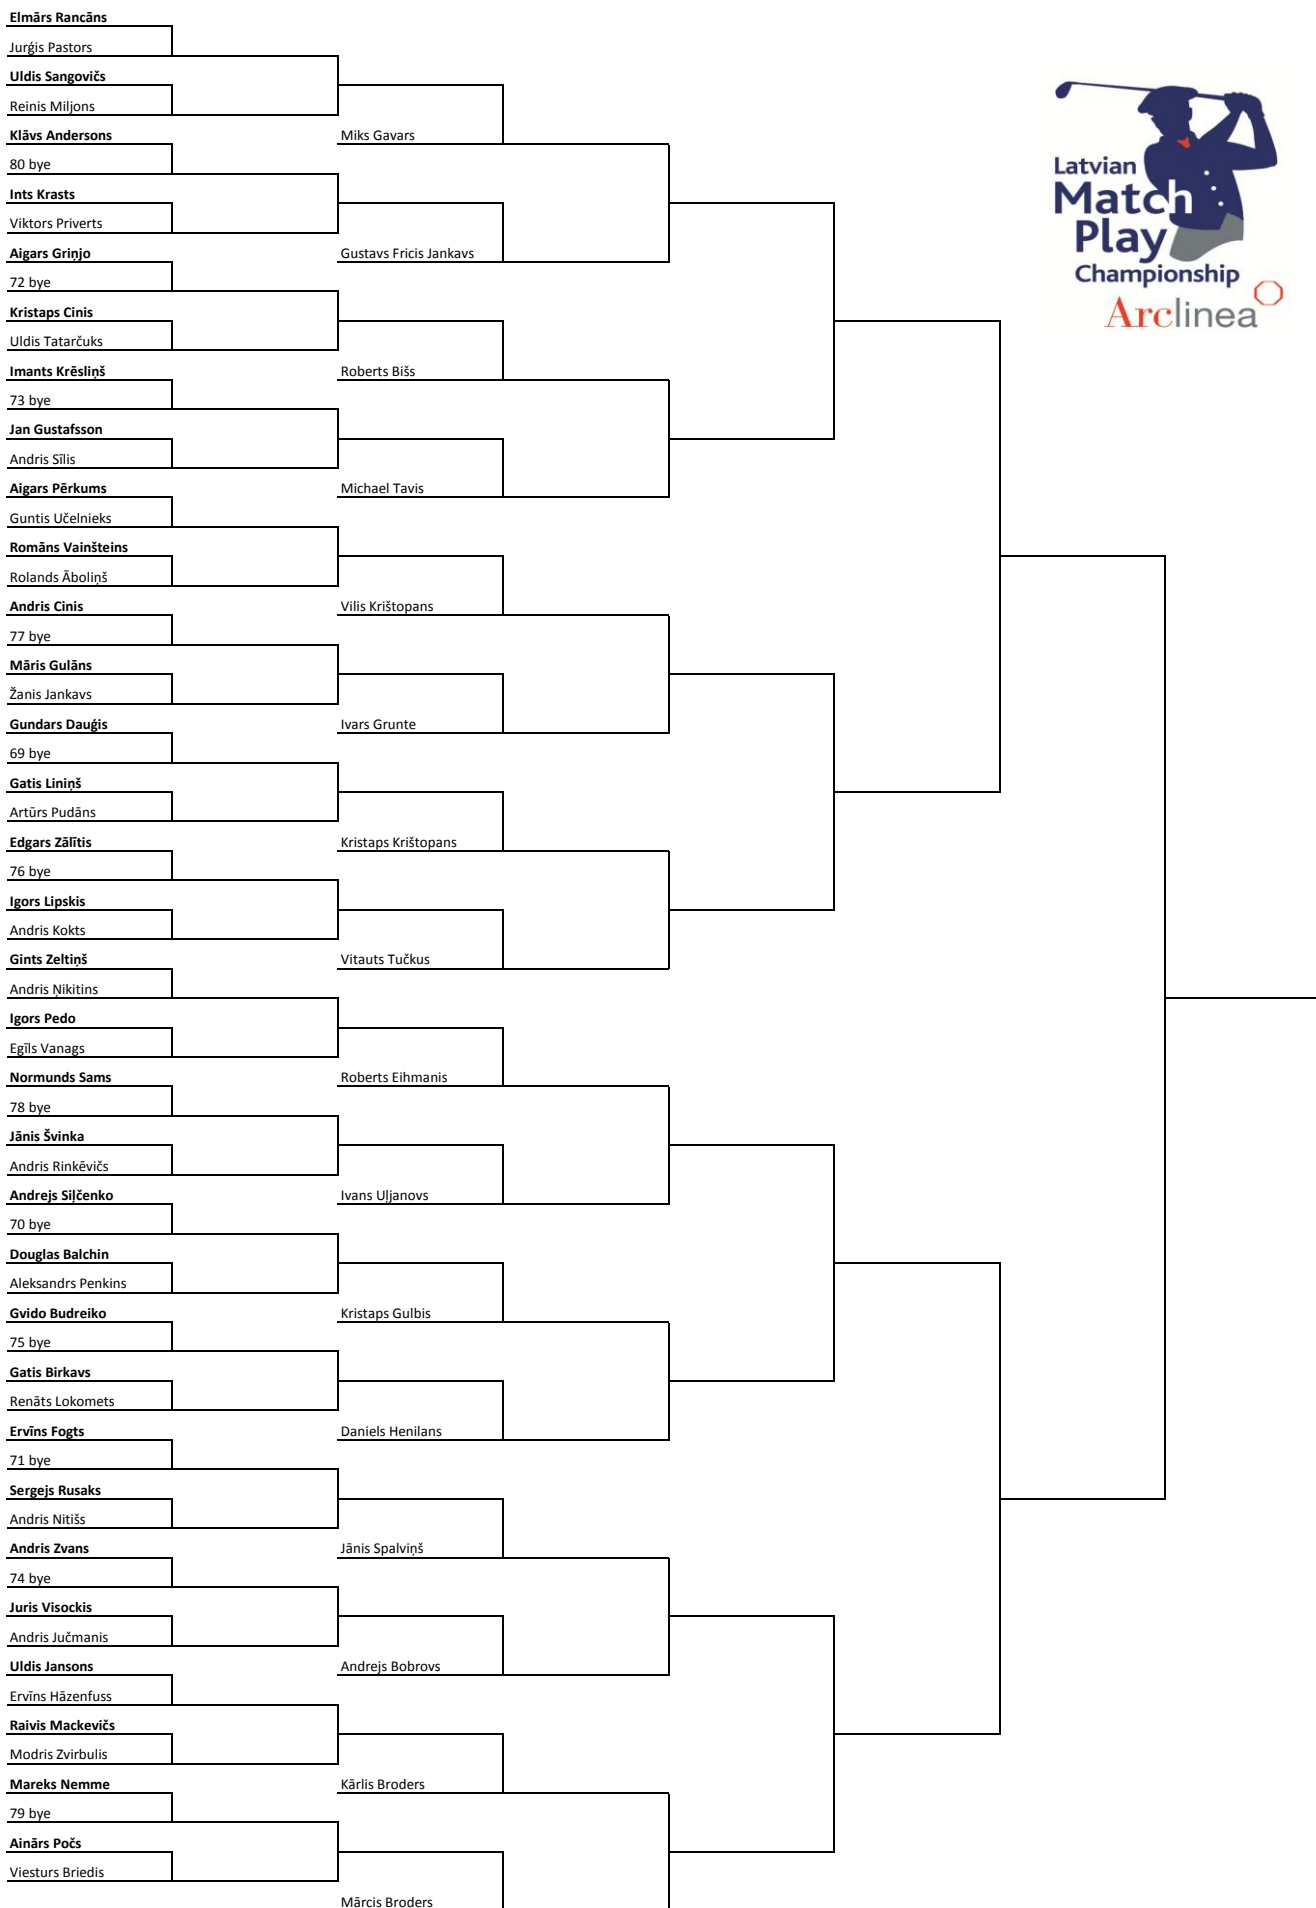 Elmārs Rancāns
Jurģis Pastors
Uldis Sangovičs
Reinis Miljons
Klāvs Andersons
Miks Gavars
80 bye
Ints Krasts
Viktors Priverts
Aigars Griņjo
Gustavs Fricis Jankavs
72 bye
Kristaps Cinis
Uldis Tatarčuks
Imants Krēsliņš
Roberts Bišs
73 bye
Jan Gustafsson
Andris Sīlis
Aigars Pērkums
Michael Tavis
Guntis Učelnieks
Romāns Vainšteins
Rolands Āboliņš
Andris Cinis
Vilis Krištopans
77 bye
Māris Gulāns
Žanis Jankavs
Gundars Dauģis
Ivars Grunte
69 bye
Gatis Liniņš
Artūrs Pudāns
Edgars Zālītis
Kristaps Krištopans
76 bye
Igors Lipskis
Andris Kokts
Gints Zeltiņš
Vitauts Tučkus
Andris Ņikitins
Igors Pedo
Egīls Vanags
Normunds Sams
Roberts Eihmanis
78 bye
Jānis Švinka
Andris Rinkēvičs
Andrejs Siļčenko
Ivans Uļjanovs
70 bye
Douglas Balchin
Aleksandrs Penkins
Gvido Budreiko
Kristaps Gulbis
75 bye
Gatis Birkavs
Renāts Lokomets
Ervīns Fogts
Daniels Henilans
71 bye
Sergejs Rusaks
Andris Nitišs
Andris Zvans
Jānis Spalviņš
74 bye
Juris Visockis
Andris Jučmanis
Uldis Jansons
Andrejs Bobrovs
Ervīns Hāzenfuss
Raivis Mackevičs
Modris Zvirbulis
Mareks Nemme
Kārlis Broders
79 bye
Ainārs Počs
Viesturs Briedis
Mārcis Broders
Latvian
Match
Play
Championship
Arclinea